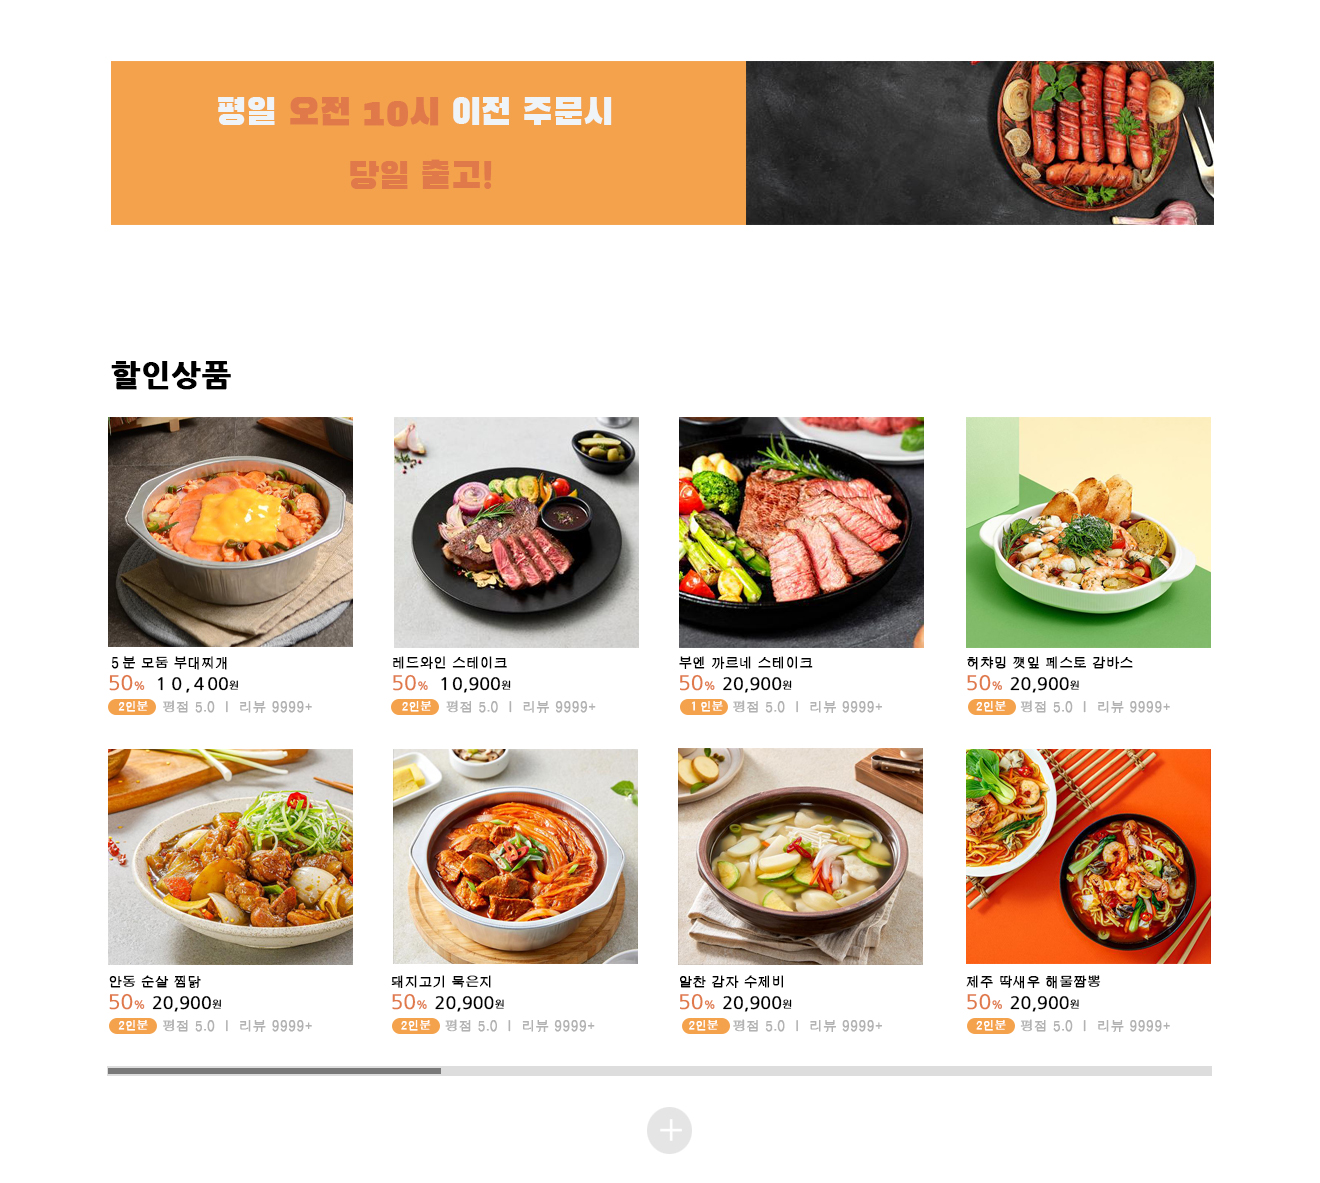 평일 오전 10시 이전 주문시
당일 출고!
할인상품
5분 모둠 부대찌개
50% 10,400원
2인분 평점 5.0 | 리뷰 9999+
레드와인 스테이크
50% 10,900원
2인분 평점 5.0 | 리뷰 9999+
부엔 까르네 스테이크
50% 20,900원
1인분 평점 5.0 | 리뷰 9999+
허챠밍 깻잎 페스토 감바스
50% 20,900원
2인분 평점 5.0 | 리뷰 9999+
안동 순살 찜닭
50% 20,900원
2인분 평점 5.0 | 리뷰 9999+
돼지고기 묵은지
50% 20,900원
2인분 평점 5.0 | 리뷰 9999+
알찬 감자 수제비
50% 20,900원
2인분 평점 5.0 | 리뷰 9999+
제주 딱새우 해물짬뽕
50% 20,900원
2인분 평점 5.0 | 리뷰 9999+